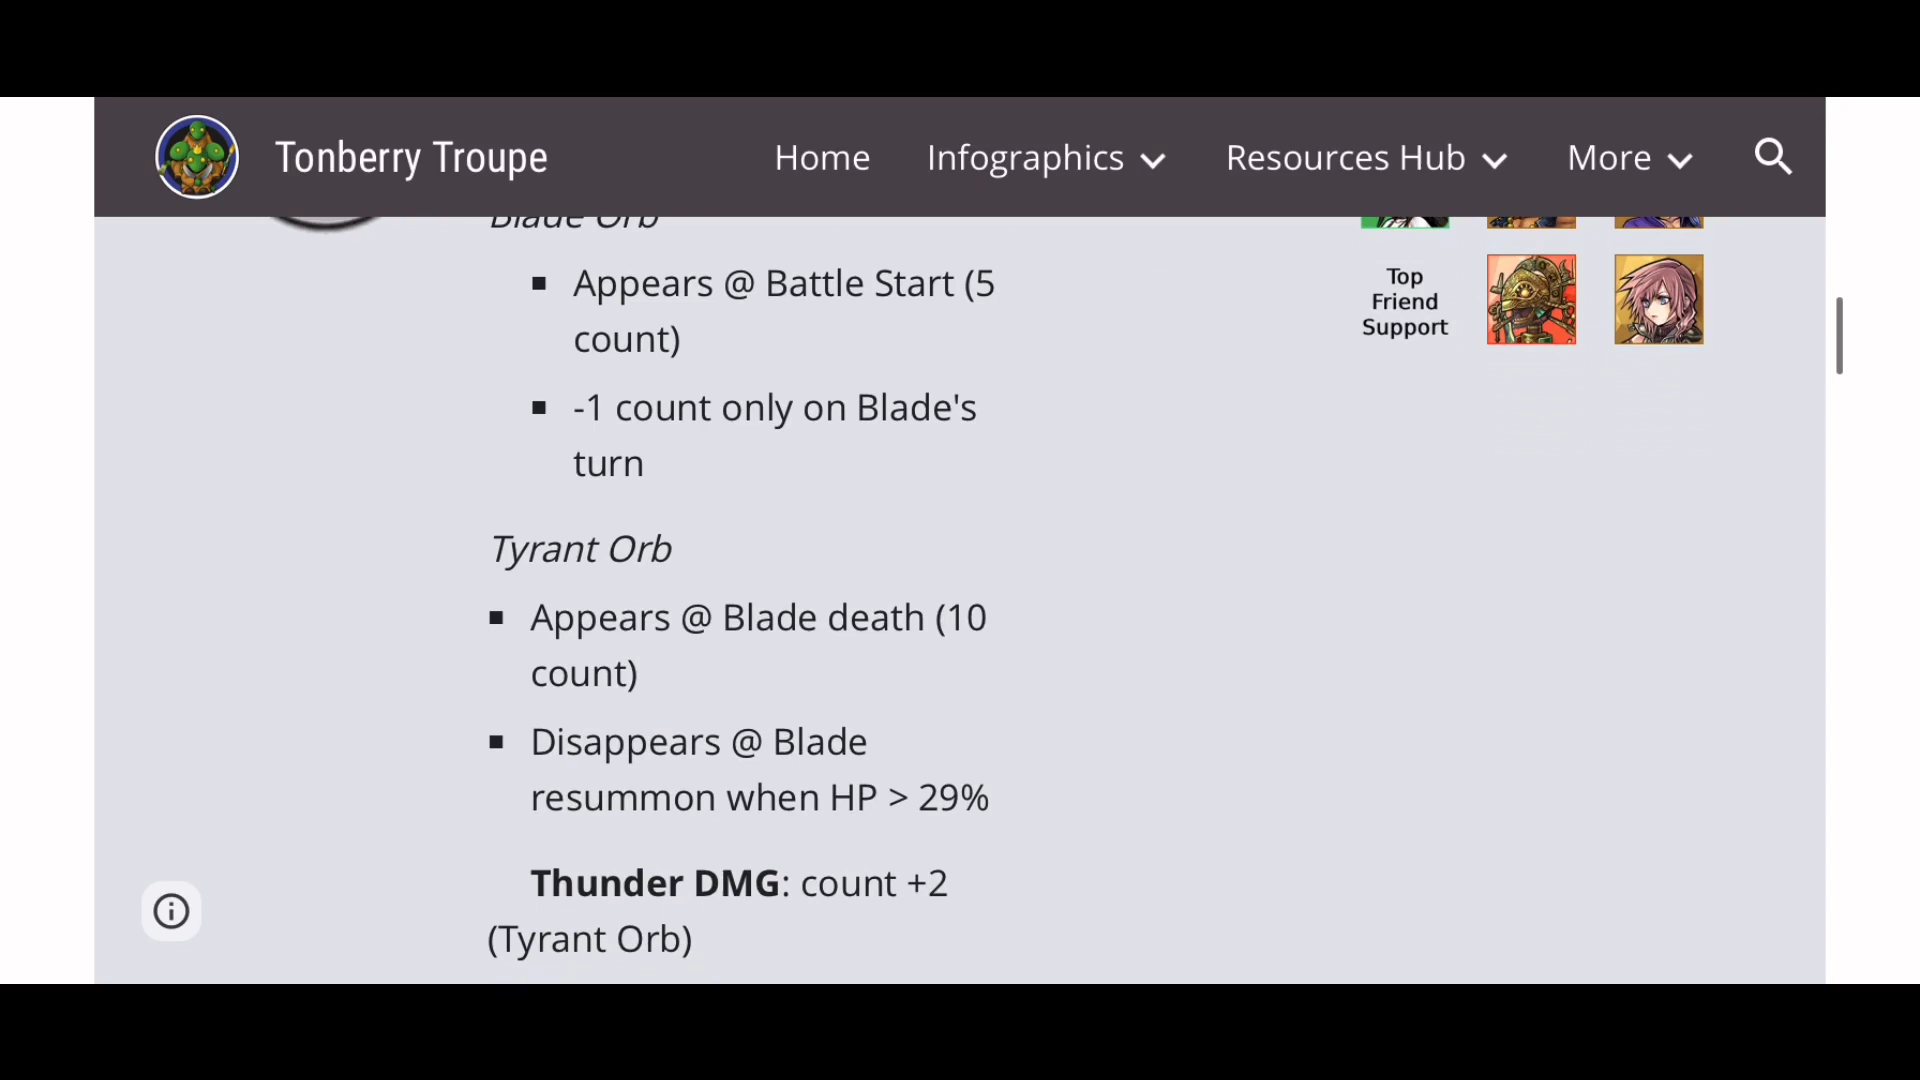 Tonberry Troupe
Home
Infographics
Resources Hub
More
Blade Orb
Appears @ Battle Start (5
count)
-1 count only on Blade's
turn
Tyrant Orb
Appears @ Blade death (10
count)
Disappears @ Blade
resummon when HP > 29%
Thunder DMG: count +2
(Tyrant Orb)
Top
Friend
Support